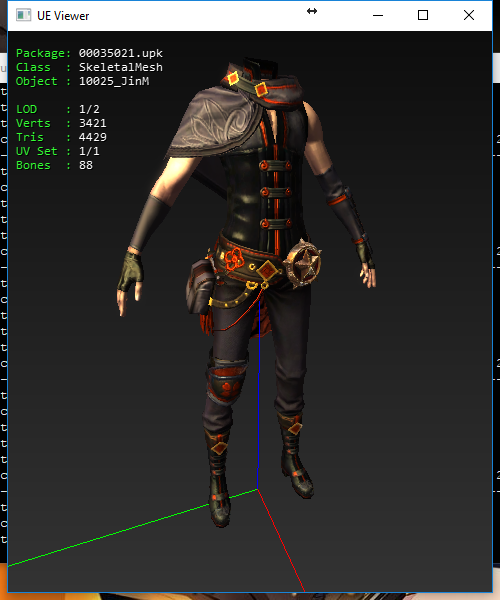 UE Viewer
Package: 00035021.upk
Class : SkeletalMesh
Object : 10025_JinM
LOD : 1/2
Verts : 3421
Tris : 4429
UV Set : 1/1
Bones : 88